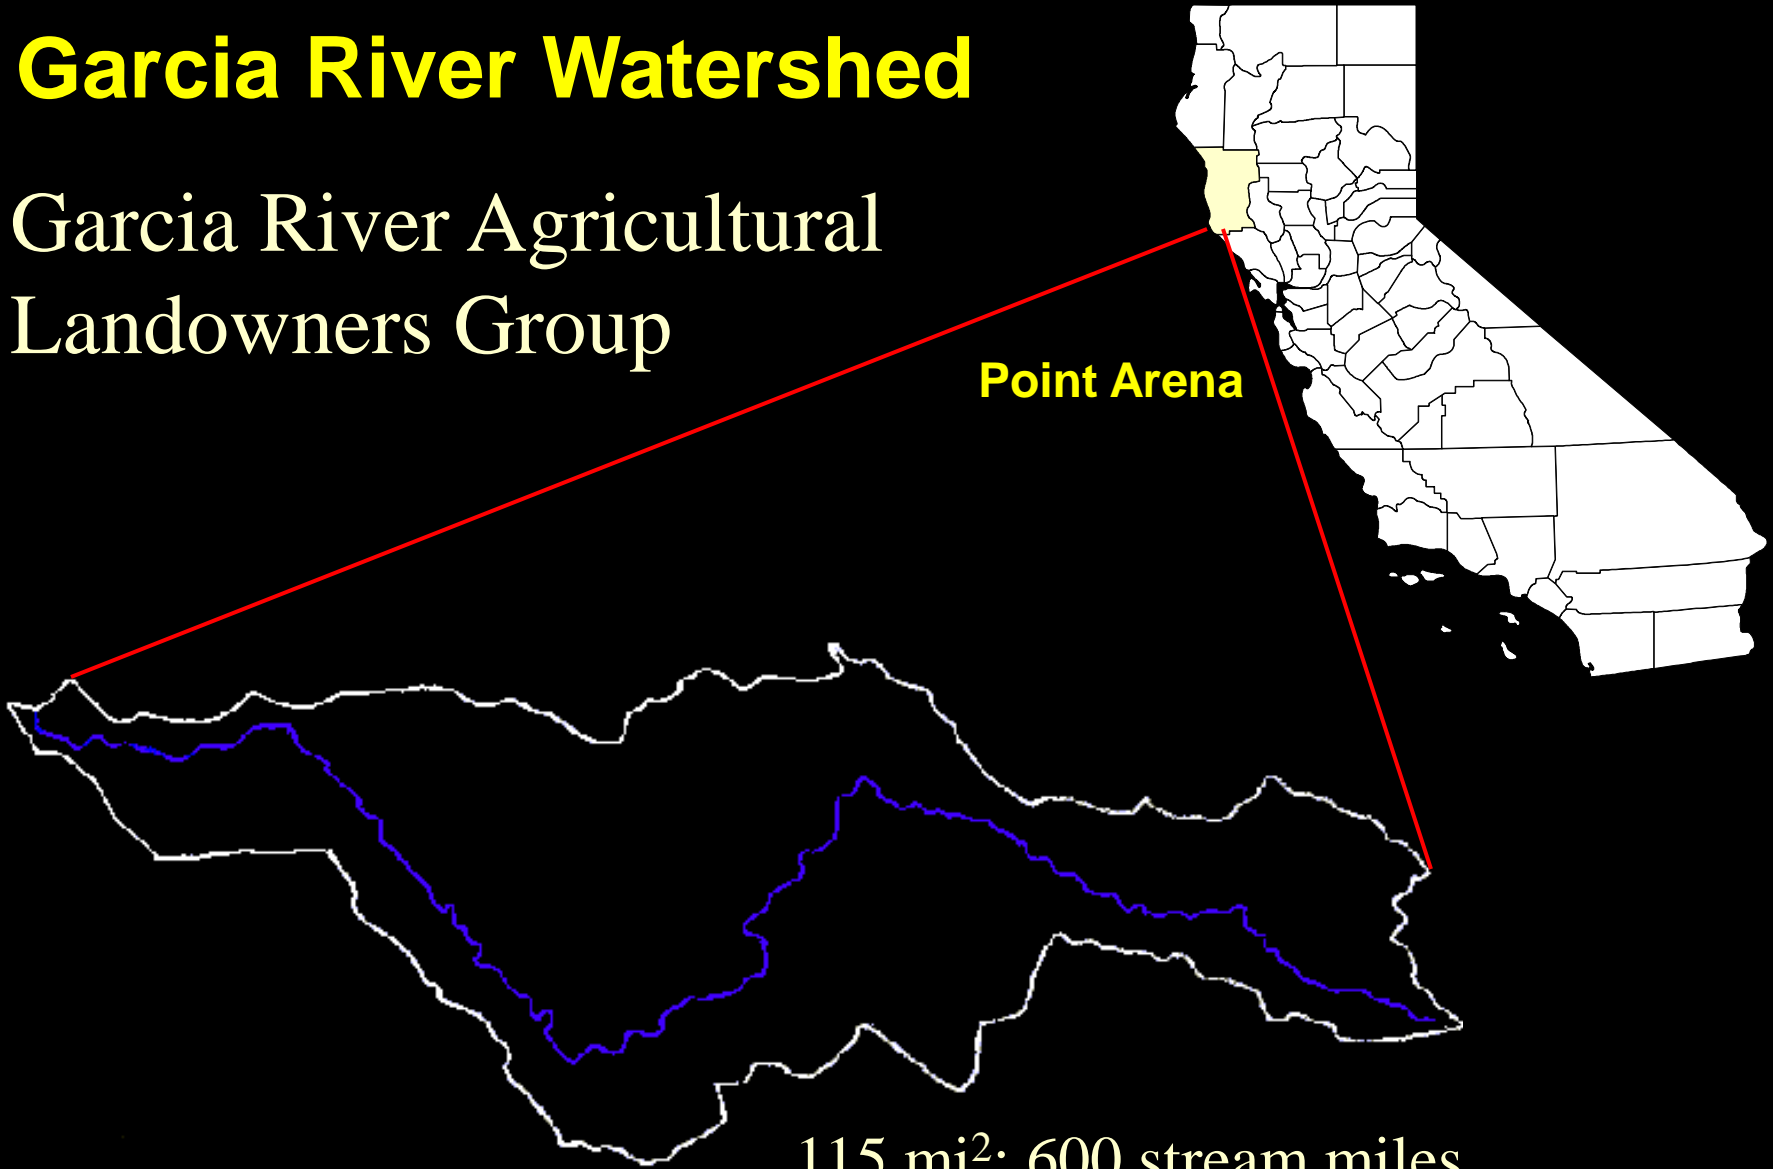 Garcia River Watershed
Garcia River Agricultural
Landowners Group
Point Arena
115 mi²; 600 stream miles